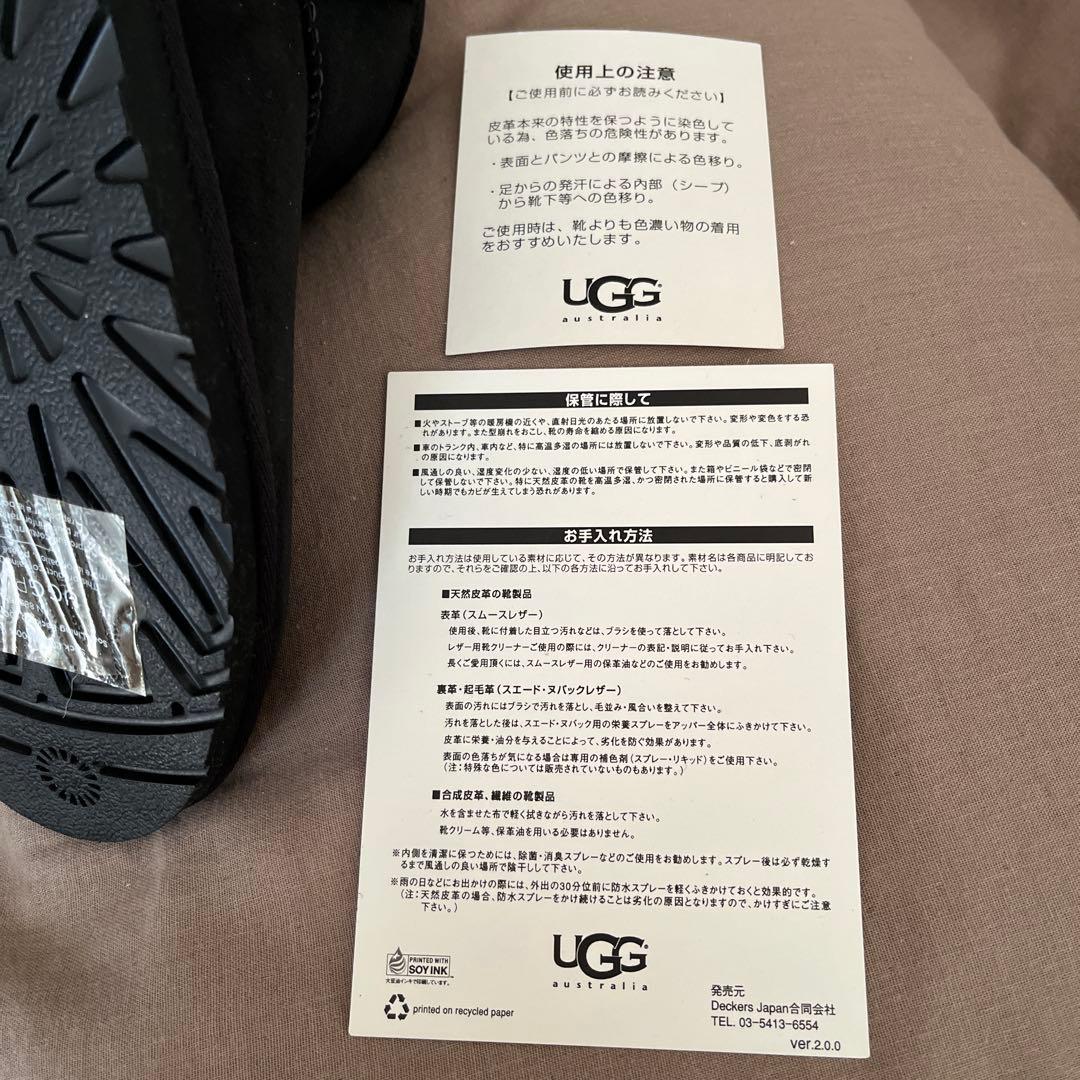 使用上の注意
【ご使用前に必ずお読みください】
皮革本来の特性を保つように染色して
いる為、色落ちの危険性があります。
・表面とパンツとの摩擦による色移り。
・足からの発汗による内部（シープ）
から靴下等への色移り。
ご使用時は、靴よりも色濃い物の着用
をおすすめいたします。
UGG®
australia
保管に際して
■火やストーブ等の暖房機の近くや、直射日光のあたる場所に放置しないで下さい。変形や変色をする恐
れがあります。また型崩れをおこし、靴の寿命を縮める原因になります。
■車のトランク内、車内など、特に高温多湿の場所には放置しないで下さい。変形や品質の低下、底剥がれ
の原因になります。
■風通しの良い、温度変化の少ない、湿度の低い場所で保管して下さい。また箱やビニール袋などで密閉
して保管しないで下さい。特に天然皮革の靴を高温多湿、かつ密閉された場所に保管すると購入して新
しい時期でもカビが生えてしまう恐れがあります。
お手入れ方法
お手入れ方法は使用している素材に応じて、その方法が異なります。素材名は各商品に明記してお
りますので、それらをご確認の上、以下の各方法に沿ってお手入れして下さい。
■天然皮革の靴製品
表革（スムースレザー）
使用後、靴に付着した目立つ汚れなどは、ブラシを使って落として下さい。
レザー用靴クリーナーご使用の際には、クリーナーの表記・説明に従ってお手入れ下さい。
長くご愛用頂くには、スムースレザー用の保革油などのご使用をお勧めします。
裏革・起毛革（スエード・ヌバックレザー）
表面の汚れにはブラシで汚れを落とし、毛並み・風合いを整えて下さい。
汚れを落とした後は、スエード・ヌバック用の栄養スプレーをアッパー全体にふきかけて下さい。
皮革に栄養・油分を与えることによって、劣化を防ぐ効果があります。
表面の色落ちが気になる場合は専用の補色剤（スプレー・リキッド）をご使用下さい。
（注：特殊な色については販売されていないものもあります。）
■合成皮革、繊維の靴製品
水を含ませた布で軽く拭きながら汚れを落として下さい。
靴クリーム等、保革油を用いる必要はありません。
※内側を清潔に保つためには、除菌・消臭スプレーなどのご使用をお勧めします。スプレー後は必ず乾燥す
るまで風通しの良い場所で陰干しして下さい。
※雨の日などにお出かけの際には、外出の30分位前に防水スプレーを軽くふきかけておくと効果的です。
（注：天然皮革の場合、防水スプレーをかけ続けることは劣化の原因となりますので、かけすぎにご注意
下さい。）
PRINTED WITH
SOY INK
大豆油インキで印刷しています。
printed on recycled paper
UGG®
australia
発売元
Deckers Japan合同会社
TEL. 03-5413-6554
ver.2.0.0